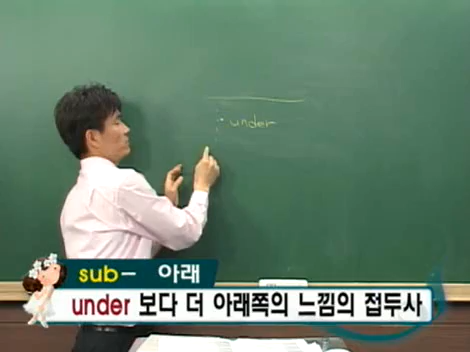 under
sub- 아래
under 보다 더 아래쪽의 느낌의 접두사